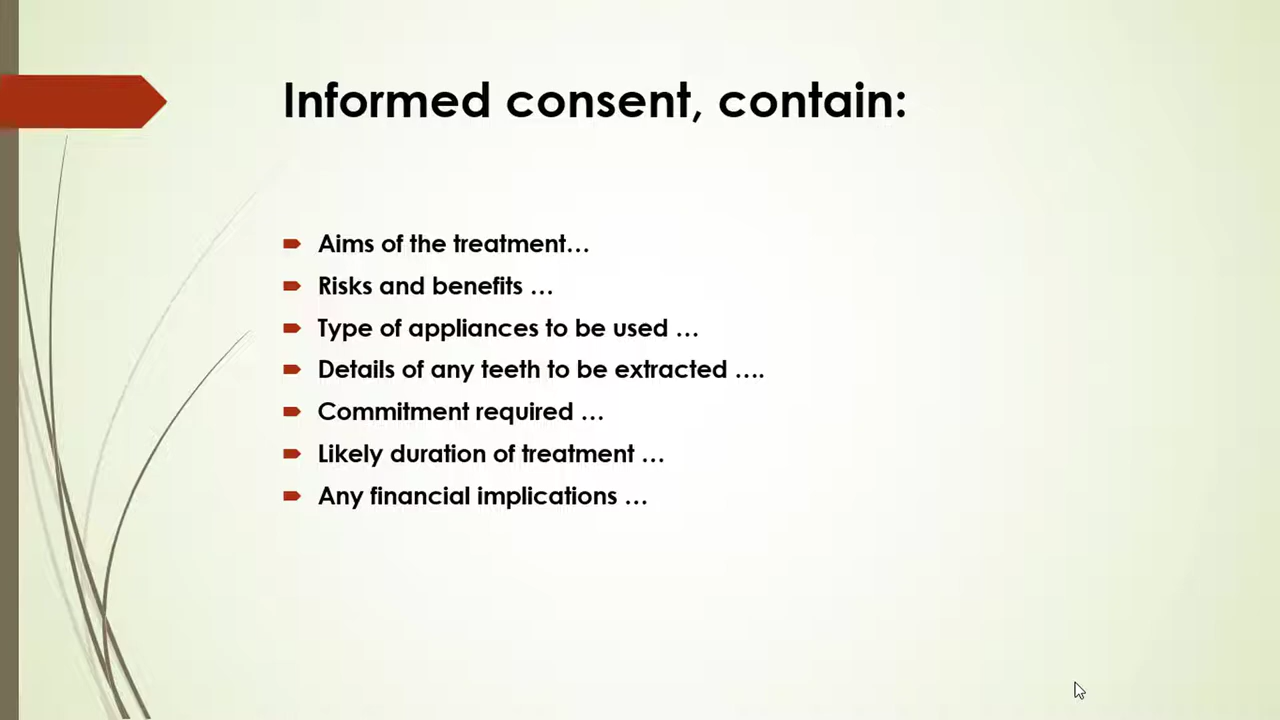 Informed consent, contain:
Aims of the treatment…
Risks and benefits …
Type of appliances to be used …
Details of any teeth to be extracted ….
Commitment required …
Likely duration of treatment …
Any financial implications …